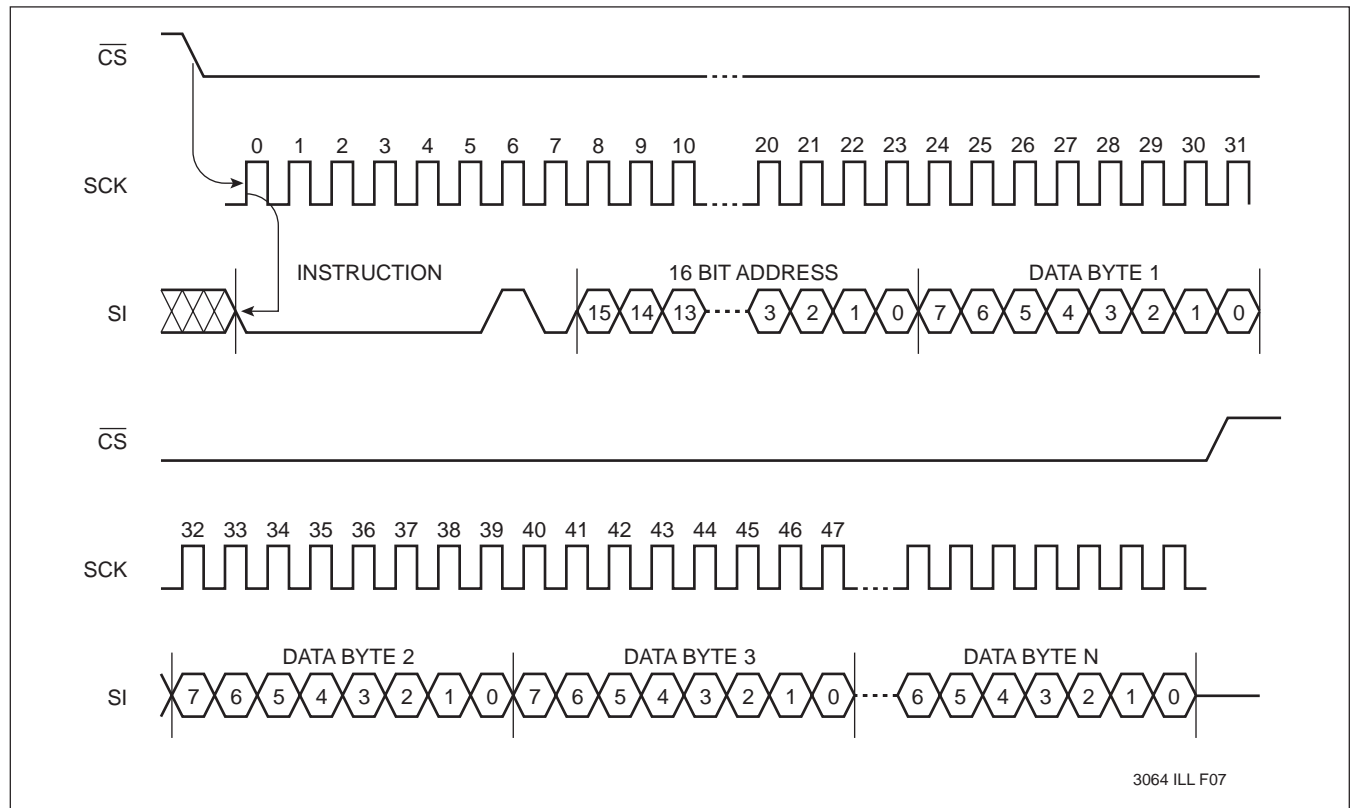 CS
0 1 2 3 4 5 6 7 8 9 10 20 21 22 23 24 25 26 27 28 29 30 31
SCK
INSTRUCTION 16 BIT ADDRESS DATA BYTE 1
SI 15 14 13 3 2 1 0 7 6 5 4 3 2 1 0
CS
32 33 34 35 36 37 38 39 40 41 42 43 44 45 46 47
SCK
DATA BYTE 2 DATA BYTE 3 DATA BYTE N
SI 7 6 5 4 3 2 1 0 7 6 5 4 3 2 1 0 6 5 4 3 2 1 0
3064 ILL F07